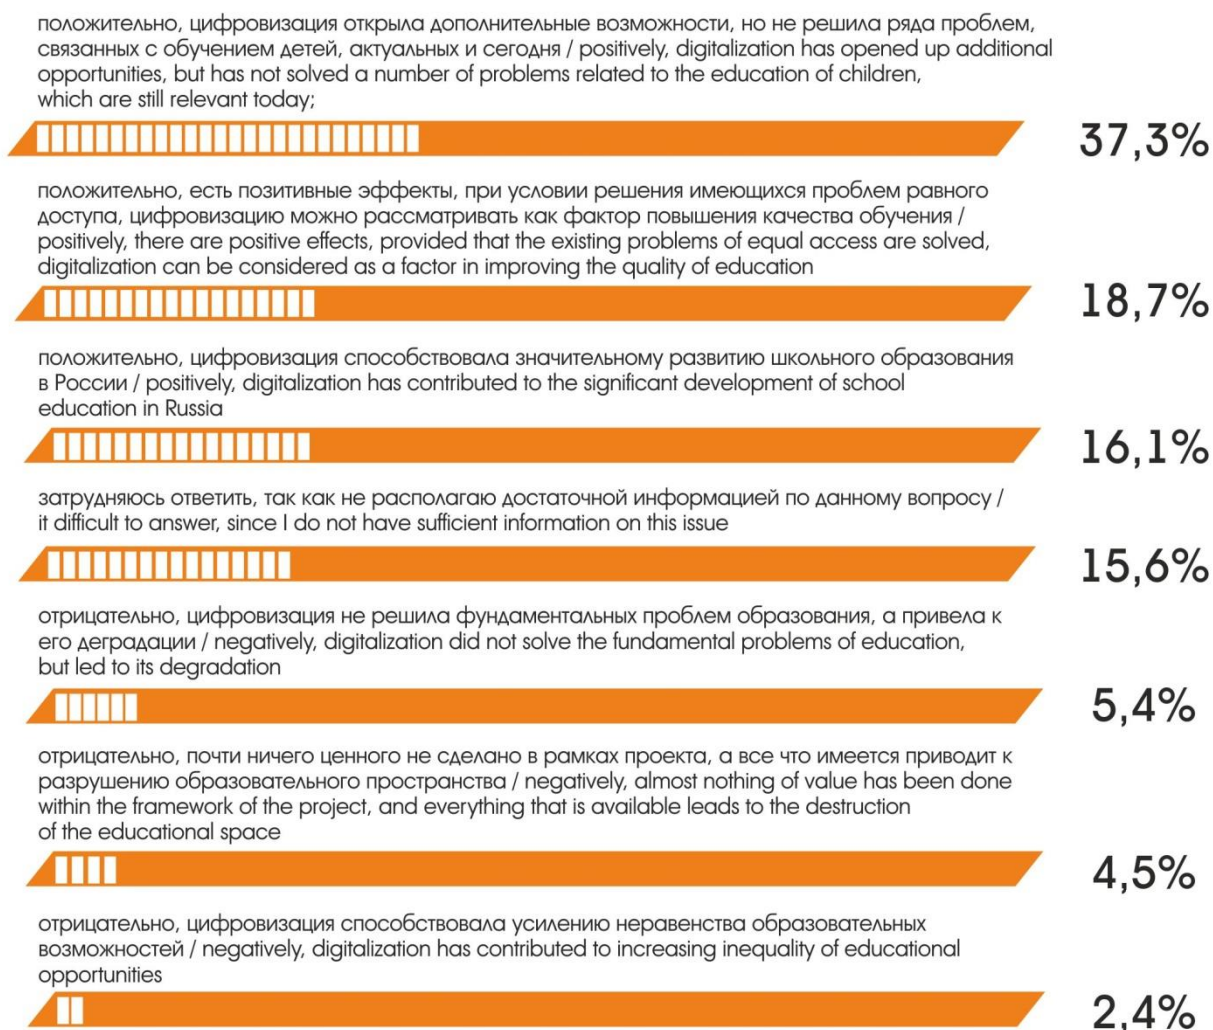 положительно, цифровизация открыла дополнительные возможности, но не решила ряда проблем,
связанных с обучением детей, актуальных и сегодня / positively, digitalization has opened up additional
opportunities, but has not solved a number of problems related to the education of children,
which are still relevant today;
37,3%
положительно, есть позитивные эффекты, при условии решения имеющихся проблем равного
доступа, цифровизацию можно рассматривать как фактор повышения качества обучения /
positively, there are positive effects, provided that the existing problems of equal access are solved,
digitalization can be considered as a factor in improving the quality of education
18,7%
положительно, цифровизация способствовала значительному развитию школьного образования
в России / positively, digitalization has contributed to the significant development of school
education in Russia
16,1%
затрудняюсь ответить, так как не располагаю достаточной информацией по данному вопросу /
it difficult to answer, since I do not have sufficient information on this issue
15,6%
отрицательно, цифровизация не решила фундаментальных проблем образования, а привела к
его деградации / negatively, digitalization did not solve the fundamental problems of education,
but led to its degradation
5,4%
отрицательно, почти ничего ценного не сделано в рамках проекта, а все что имеется приводит к
разрушению образовательного пространства / negatively, almost nothing of value has been done
within the framework of the project, and everything that is available leads to the destruction
of the educational space
4,5%
отрицательно, цифровизация способствовала усилению неравенства образовательных
возможностей / negatively, digitalization has contributed to increasing inequality of educational
opportunities
2,4%